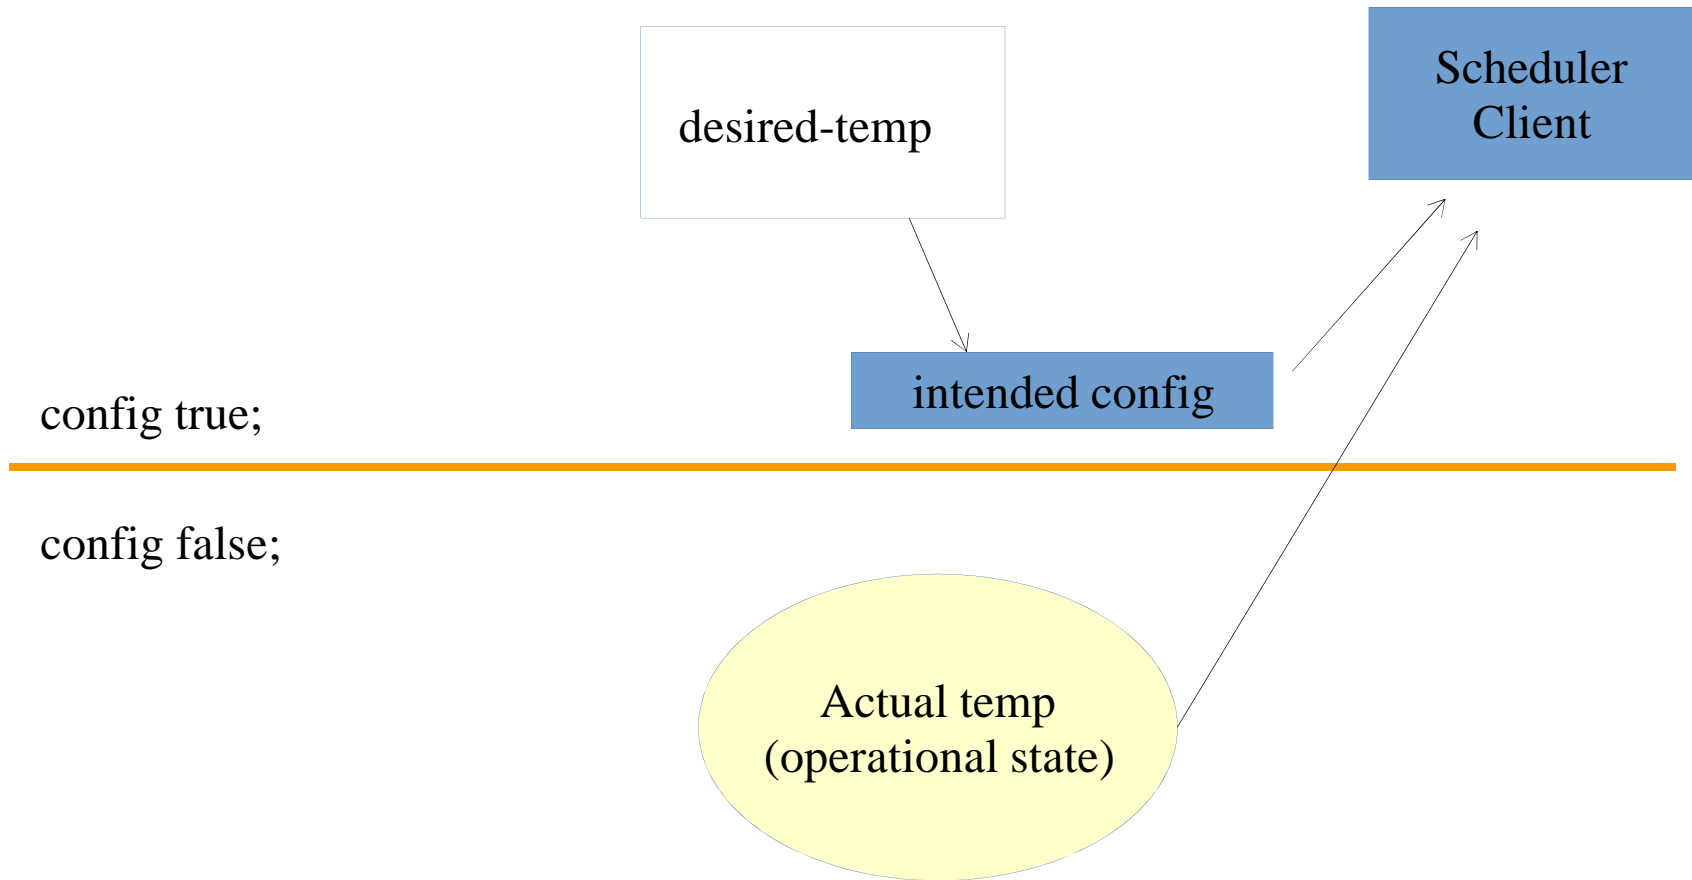 Scheduler
Client
desired-temp
intended config
config true;
config false;
Actual temp
(operational state)